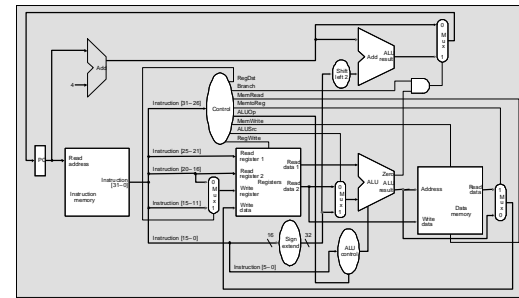 0
M
u
x
1
Add
4
Add
ALU
result
Shift
left 2
RegDst
Branch
MemRead
MemtoReg
ALUOp
MemWrite
ALUSrc
RegWrite
Control
Instruction [31–26]
PC
Read
address
Instruction
[31–0]
Instruction
memory
Instruction [25–21]
Instruction [20–16]
Instruction [15–11]
0
M
u
x
1
Read
register 1
Read
register 2
Registers
Write
register
Write
data
Read
data 1
Read
data 2
0
M
u
x
1
Zero
ALU
ALU
result
Address
Read
data
Data
memory
Write
data
1
M
u
x
0
Instruction [15–0]
16
Sign
extend
32
ALU
control
Instruction [5–0]